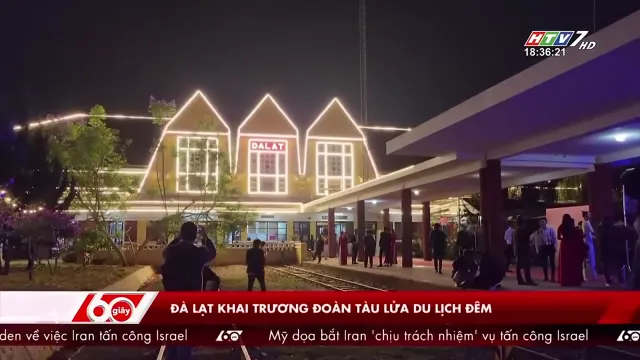 HTV7 HD
18:36:21
DALAT
60 giây
ĐÀ LẠT KHAI TRƯƠNG ĐOÀN TÀU LỬA DU LỊCH ĐÊM
den về việc Iran tấn công Israel 60 Mỹ dọa bắt Iran 'chịu trách nhiệm' vụ tấn công Israel